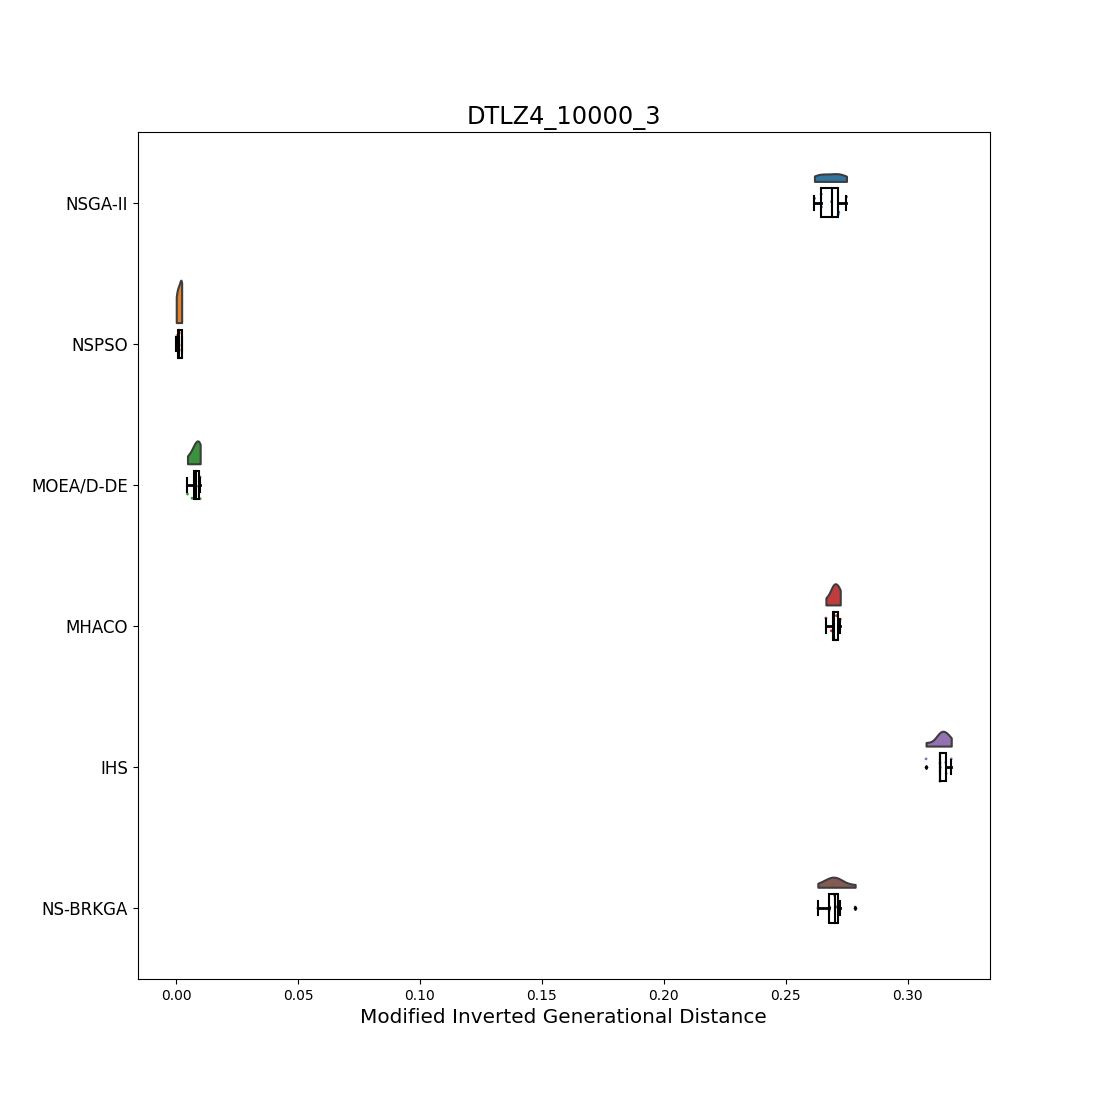 DTLZ4_10000_3
NSGA-II
NSPSO
MOEA/D-DE
MHACO
IHS
NS-BRKGA
0.00 0.05 0.10 0.15 0.20 0.25 0.30
Modified Inverted Generational Distance